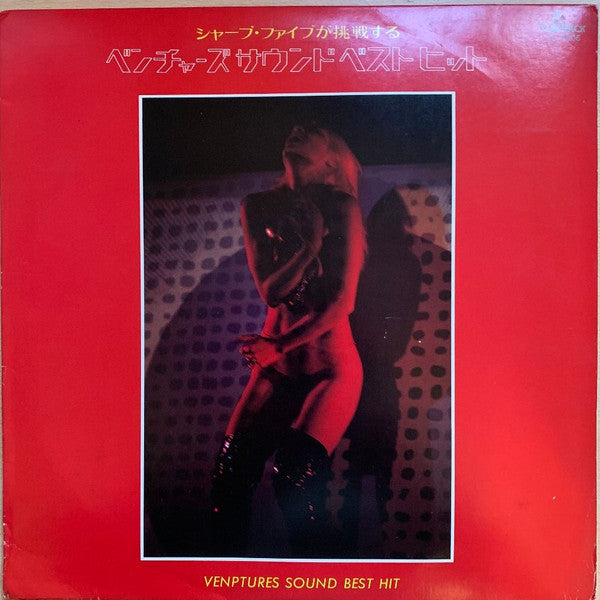 シャープ・ファイブが挑戦する
ベンチャーズサウンドベストヒット
VENPTURES SOUND BEST HIT